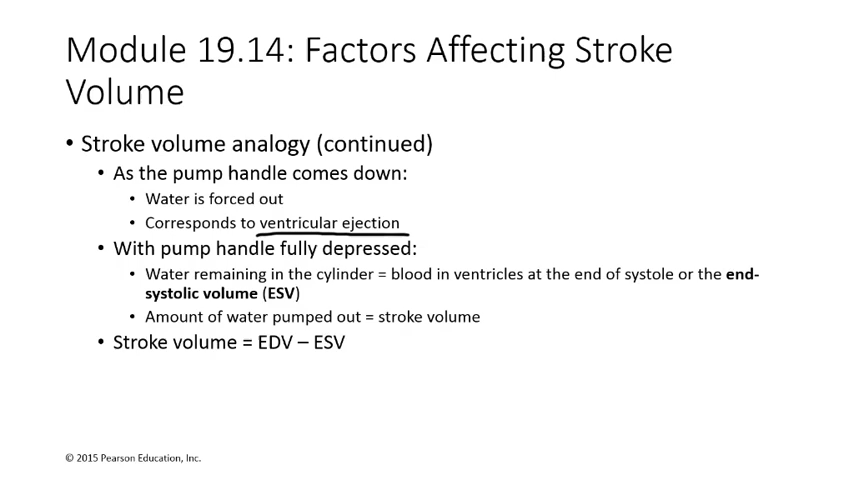 Module 19.14: Factors Affecting Stroke
Volume
• Stroke volume analogy (continued)
• As the pump handle comes down:
• Water is forced out
• Corresponds to ventricular ejection
• With pump handle fully depressed:
• Water remaining in the cylinder = blood in ventricles at the end of systole or the end-
systolic volume (ESV)
• Amount of water pumped out = stroke volume
• Stroke volume = EDV – ESV
© 2015 Pearson Education, Inc.